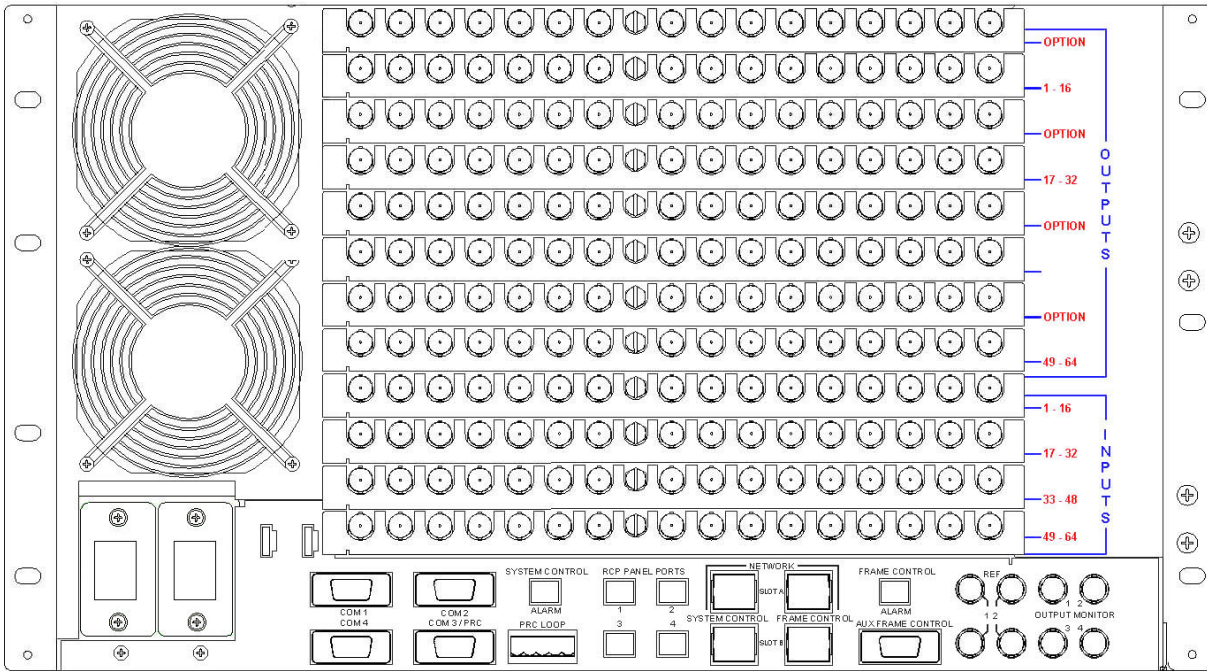 OPTION
1 - 16
OPTION
17 - 32
OPTION
OPTION
49 - 64
OUTPUTS
1 - 16
17 - 32
33 - 48
49 - 64
INPUTS
COM 1
COM 4
COM 2
COM 3 / PRC
SYSTEM CONTROL
ALARM
PRC LOOP
RCP PANEL PORTS
1 2
3 4
NETWORK
SLOT A
SYSTEM CONTROL
FRAME CONTROL
SLOT B
FRAME CONTROL
ALARM
AUX FRAME CONTROL
REF
1 2
1 2
OUTPUT MONITOR
3 4